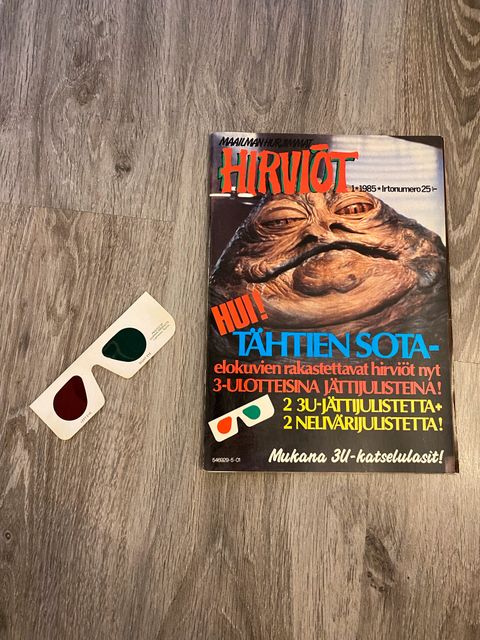 MAAILMAN HURJIMMAT
HIRVIÖT
1•1985•Irtonumero 25:-
HUI!
TÄHTIEN SOTA-
elokuvien rakastettavat hirviöt nyt
3-ULOTTEISINA JÄTTIJULISTEINA!
2 3U-JÄTTIJULISTETTA+
2 NELIVÄRIJULISTETTA!
546929-5-01
Mukana 3U-katselulasit!